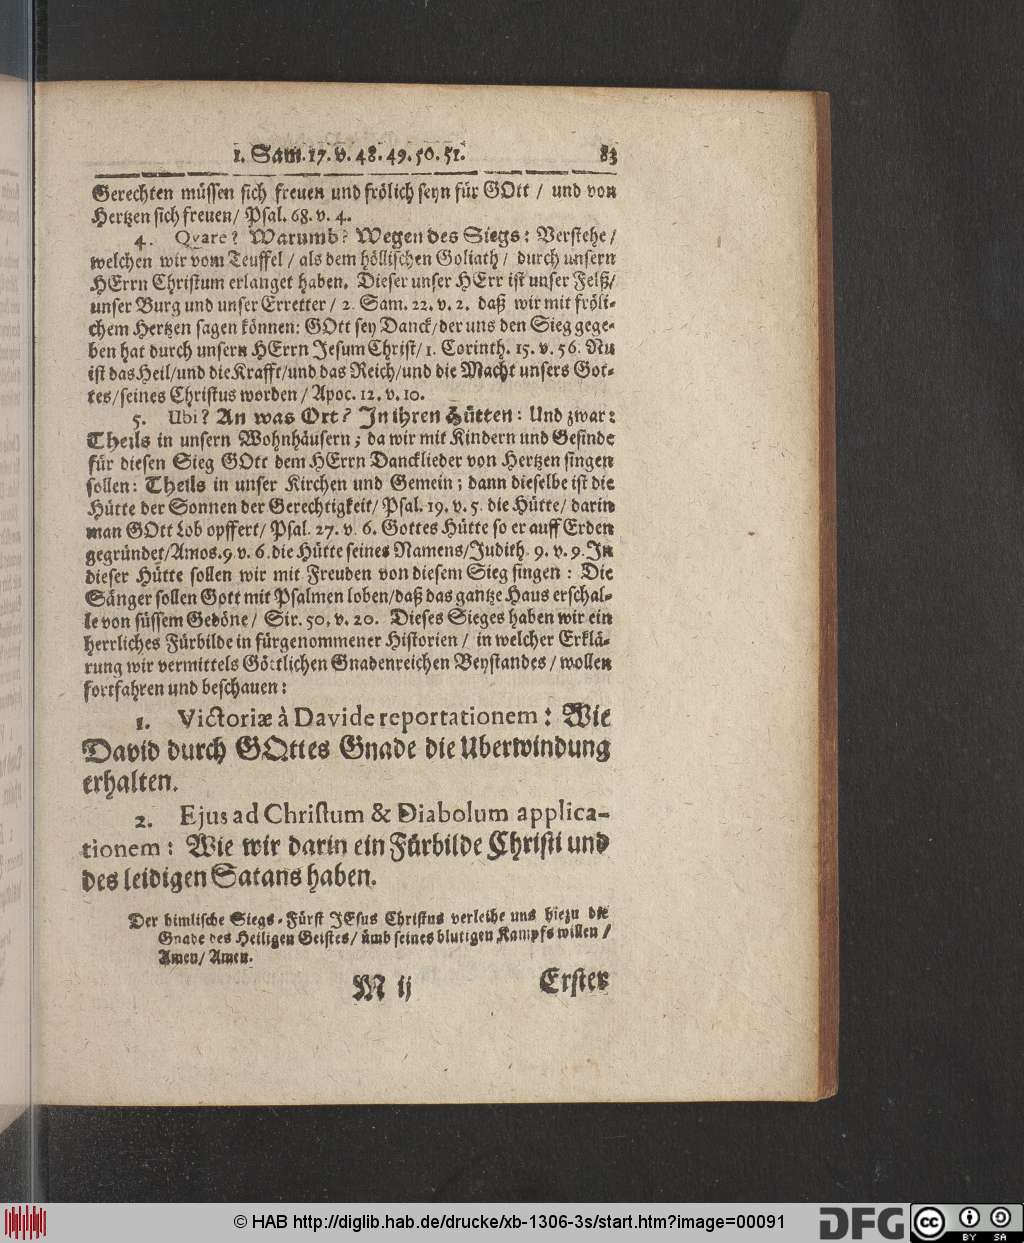 1. Sam. 17. v. 48. 49. 50. 51. 83
Gerechten müssen sich freuen und frölich seyn für GOtt / und von
Hertzen sich freuen/ Psal. 68. v. 4.
4. Qvare? Warumb? Wegen des Siegs: Verstehe /
welchen wir vom Teuffel / als dem höllischen Goliath / durch unsern
HErrn Christum erlanget haben. Dieser unser HErr ist unser Felß/
unser Burg und unser Erretter / 2. Sam. 22. v. 2. daß wir mit fröli-
chem Hertzen sagen können: GOtt sey Danck/der uns den Sieg gege-
ben hat durch unsern HErrn Jesum Christ/ 1. Corinth. 15. v. 56. Nu
ist das Heil/und die Krafft/und das Reich/und die Macht unsers Got-
tes/seines Christus worden / Apoc. 12. v. 10.
5. Ubi? An was Ort? In ihren Hütten: Und zwar:
Theils in unsern Wohnhäusern; da wir mit Kindern und Gesinde
für diesen Sieg GOtt dem HErrn Dancklieder von Hertzen singen
sollen: Theils in unser Kirchen und Gemein; dann dieselbe ist die
Hütte der Sonnen der Gerechtigkeit/ Psal. 19. v. 5. die Hütte/ darin
man GOtt Lob opffert/ Psal. 27. v. 6. Gottes Hütte so er auff Erden
gegründet/Amos. 9 v. 6. die Hütte seines Namens/Judith. 9. v. 9. In
dieser Hütte sollen wir mit Freuden von diesem Sieg singen : Die
Sänger sollen Gott mit Psalmen loben/daß das gantze Haus erschal-
le von süssem Gedöne/ Sir. 50. v. 20. Dieses Sieges haben wir ein
herrliches Fürbilde in fürgenommener Historien / in welcher Erklä-
rung wir vermittels Göttlichen Gnadenreichen Beystandes / wollen
fortfahren und beschauen:
1. Victoriæ à Davide reportationem: Wie
David durch GOttes Gnade die Uberwindung
erhalten.
2. Ejus ad Christum & Diabolum applica-
tionem: Wie wir darin ein Fürbilde Christi und
des leidigen Satans haben.
Der himlische Siegs-Fürst JEsus Christus verleihe uns hiezu die
Gnade des Heiligen Geistes/ ümb seines blutigen Kampfs willen /
Amen/ Amen.
M ij Erster
© HAB http://diglib.hab.de/drucke/xb-1306-3s/start.htm?image=00091
DFG
CC BY SA